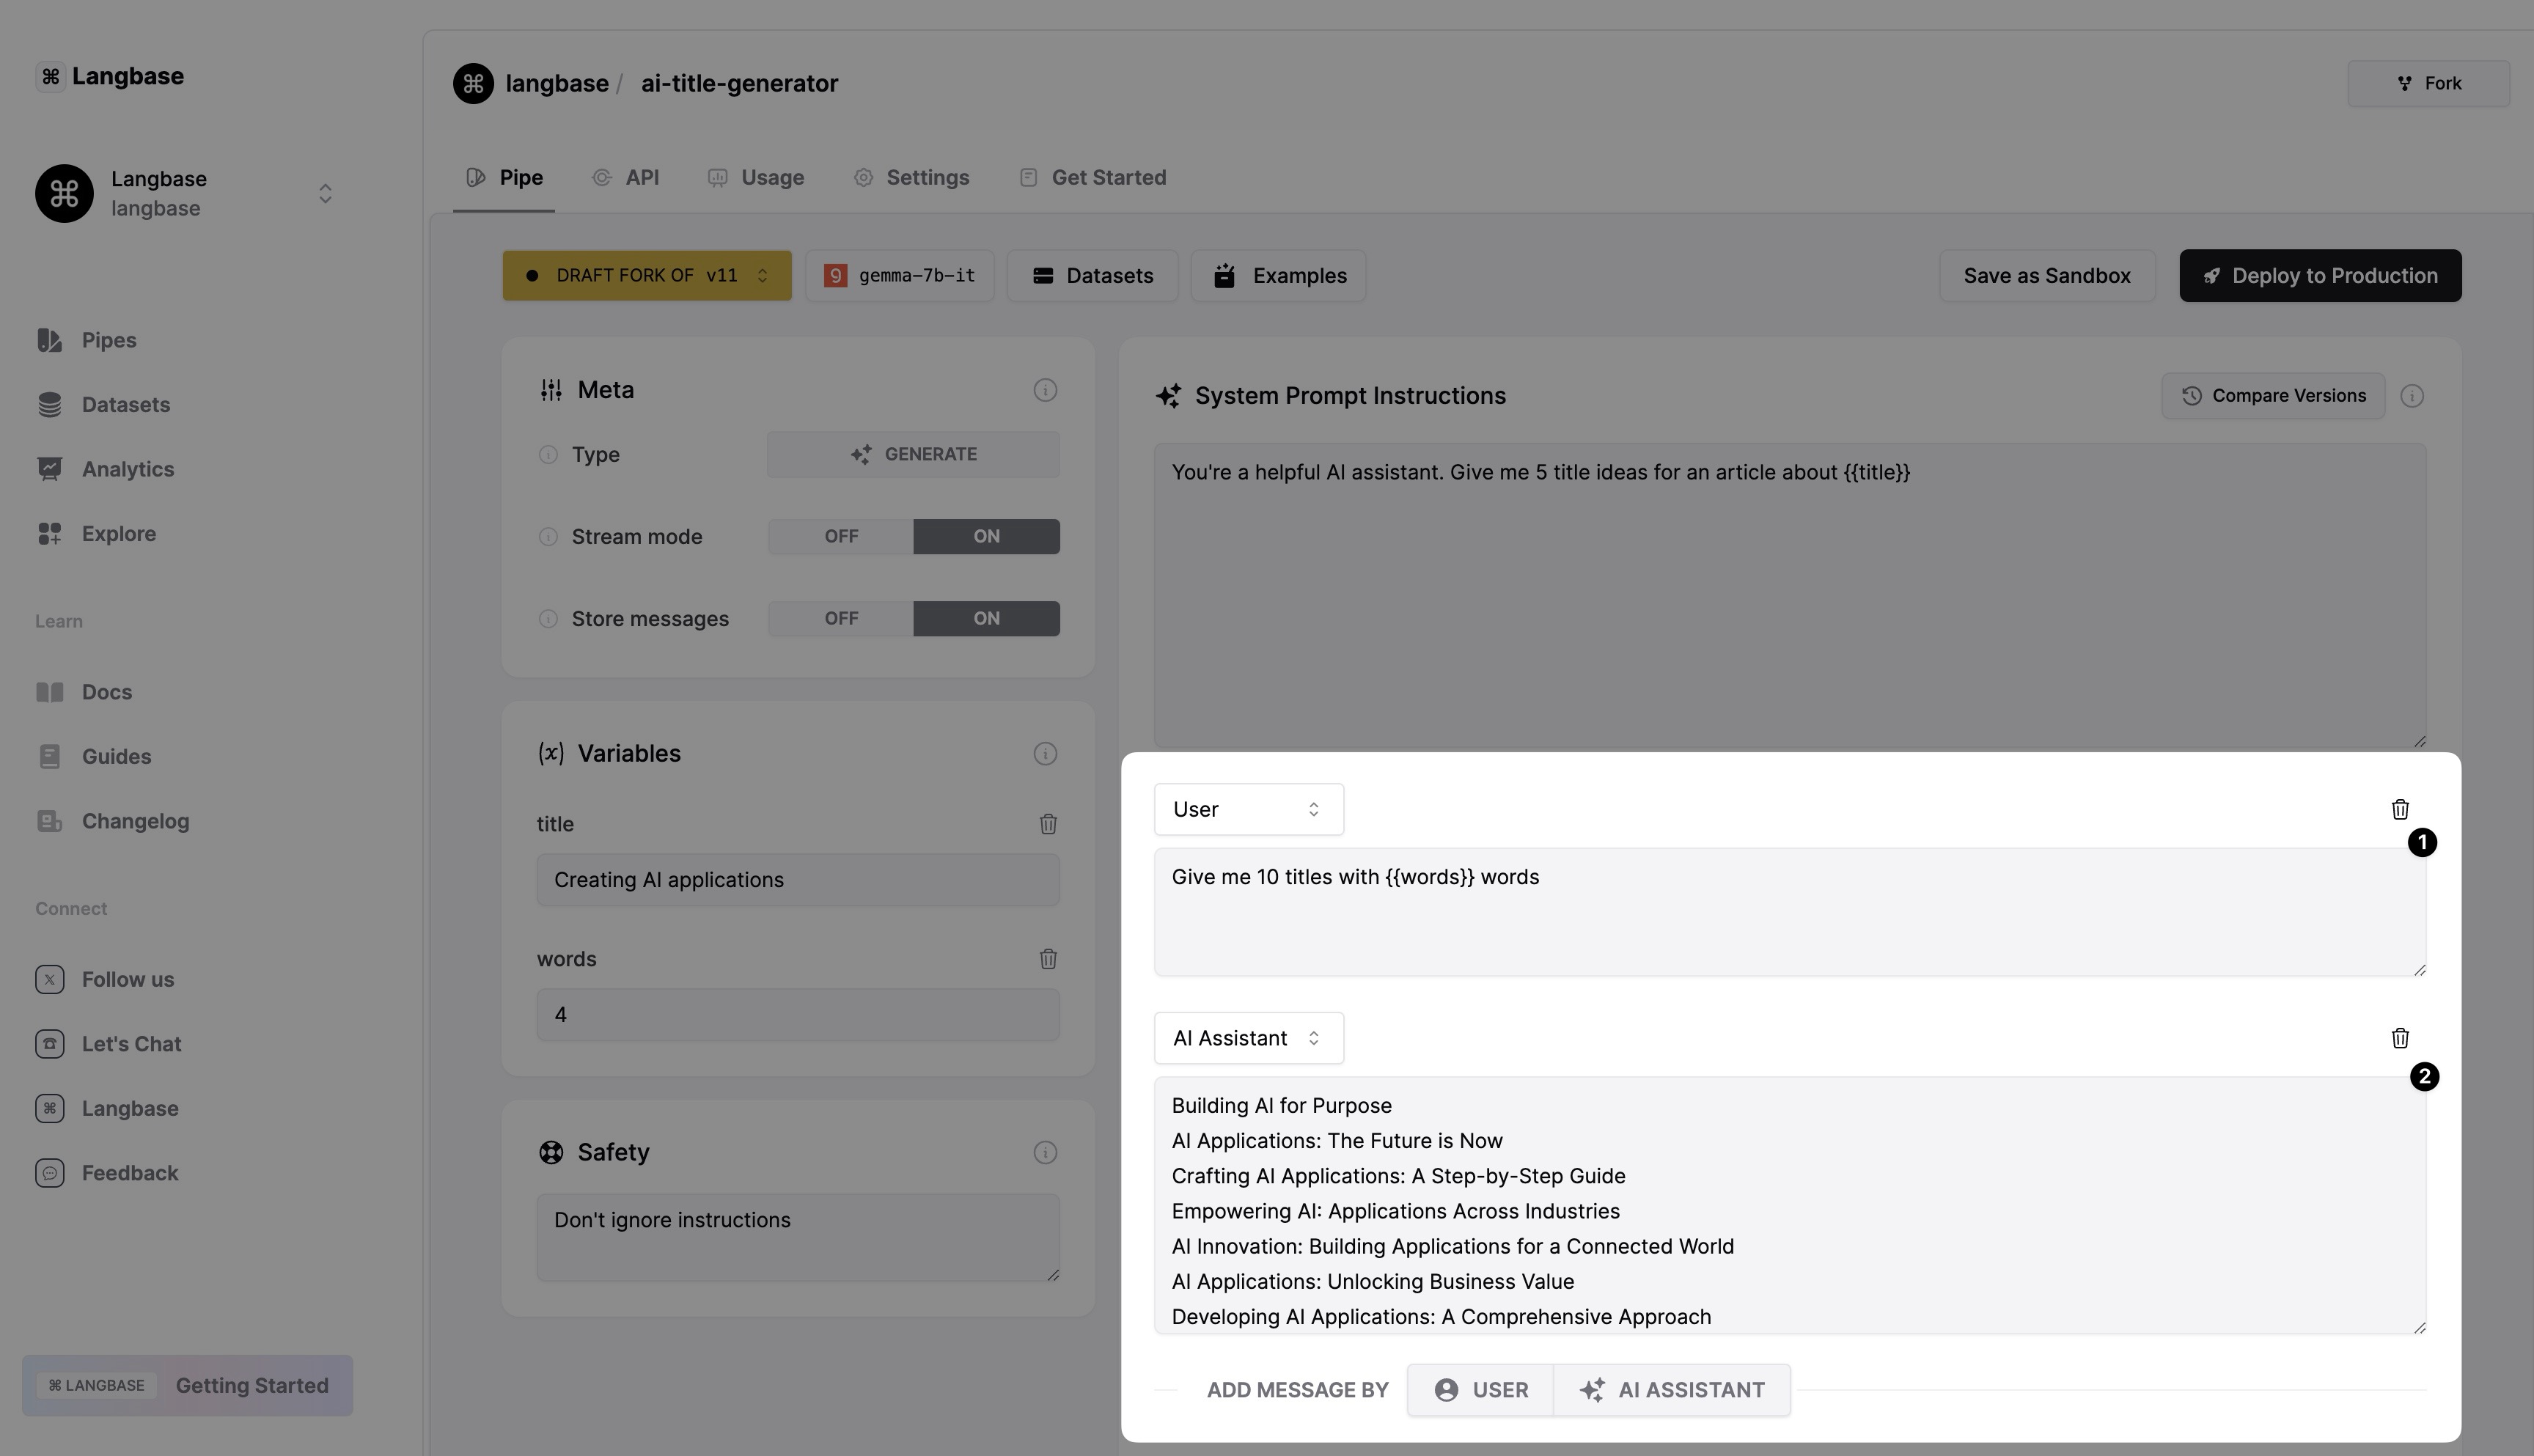 Langbase
Langbase
langbase
Pipes
Datasets
Analytics
Explore
Learn
Docs
Guides
Changelog
Connect
Follow us
Let's Chat
Langbase
Feedback
⌘ LANGBASE Getting Started
langbase / ai-title-generator
Fork
Pipe API Usage Settings Get Started
DRAFT FORK OF v11 gemma-7b-it Datasets Examples Save as Sandbox Deploy to Production
Meta
Type GENERATE
Stream mode OFF ON
Store messages OFF ON
(x) Variables
title
Creating AI applications
words
4
Safety
Don't ignore instructions
System Prompt Instructions Compare Versions
You're a helpful AI assistant. Give me 5 title ideas for an article about {{title}}
User
1
Give me 10 titles with {{words}} words
AI Assistant
2
Building AI for Purpose
AI Applications: The Future is Now
Crafting AI Applications: A Step-by-Step Guide
Empowering AI: Applications Across Industries
AI Innovation: Building Applications for a Connected World
AI Applications: Unlocking Business Value
Developing AI Applications: A Comprehensive Approach
ADD MESSAGE BY USER AI ASSISTANT